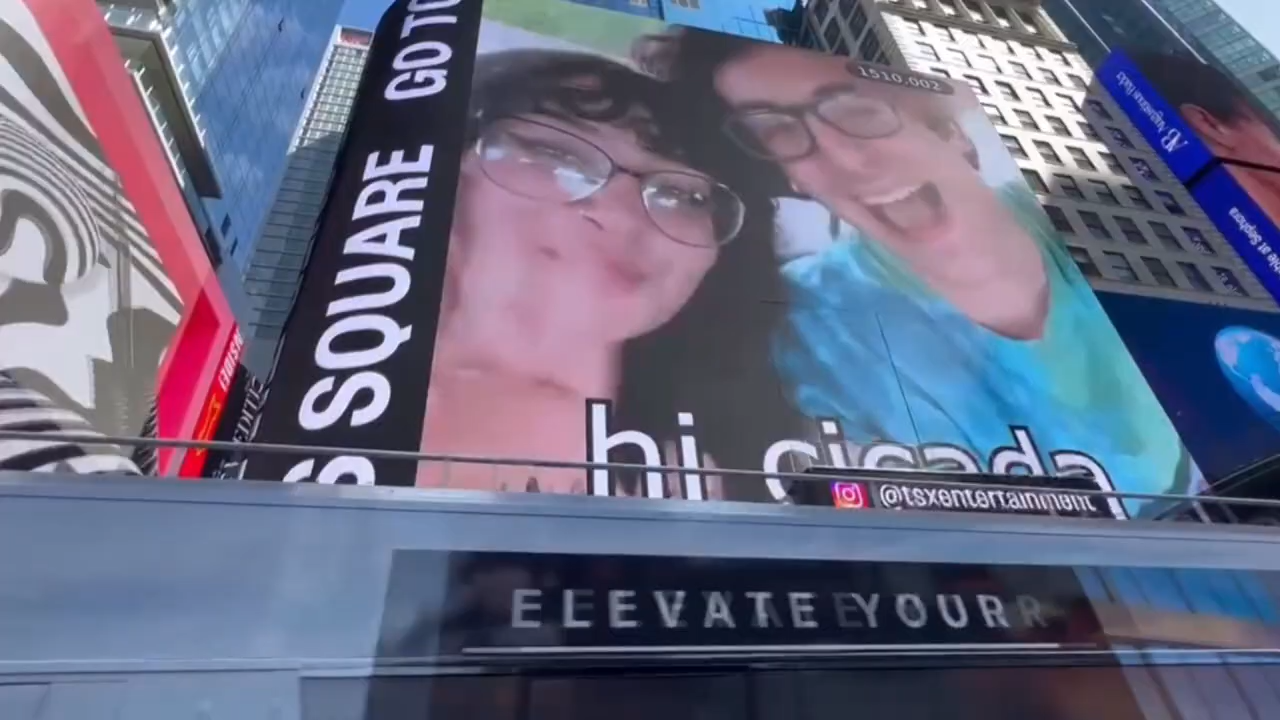 S SQUARE GO TO
1510.002
hi cicada
@tsxentertainment
ELEVATE YOUR